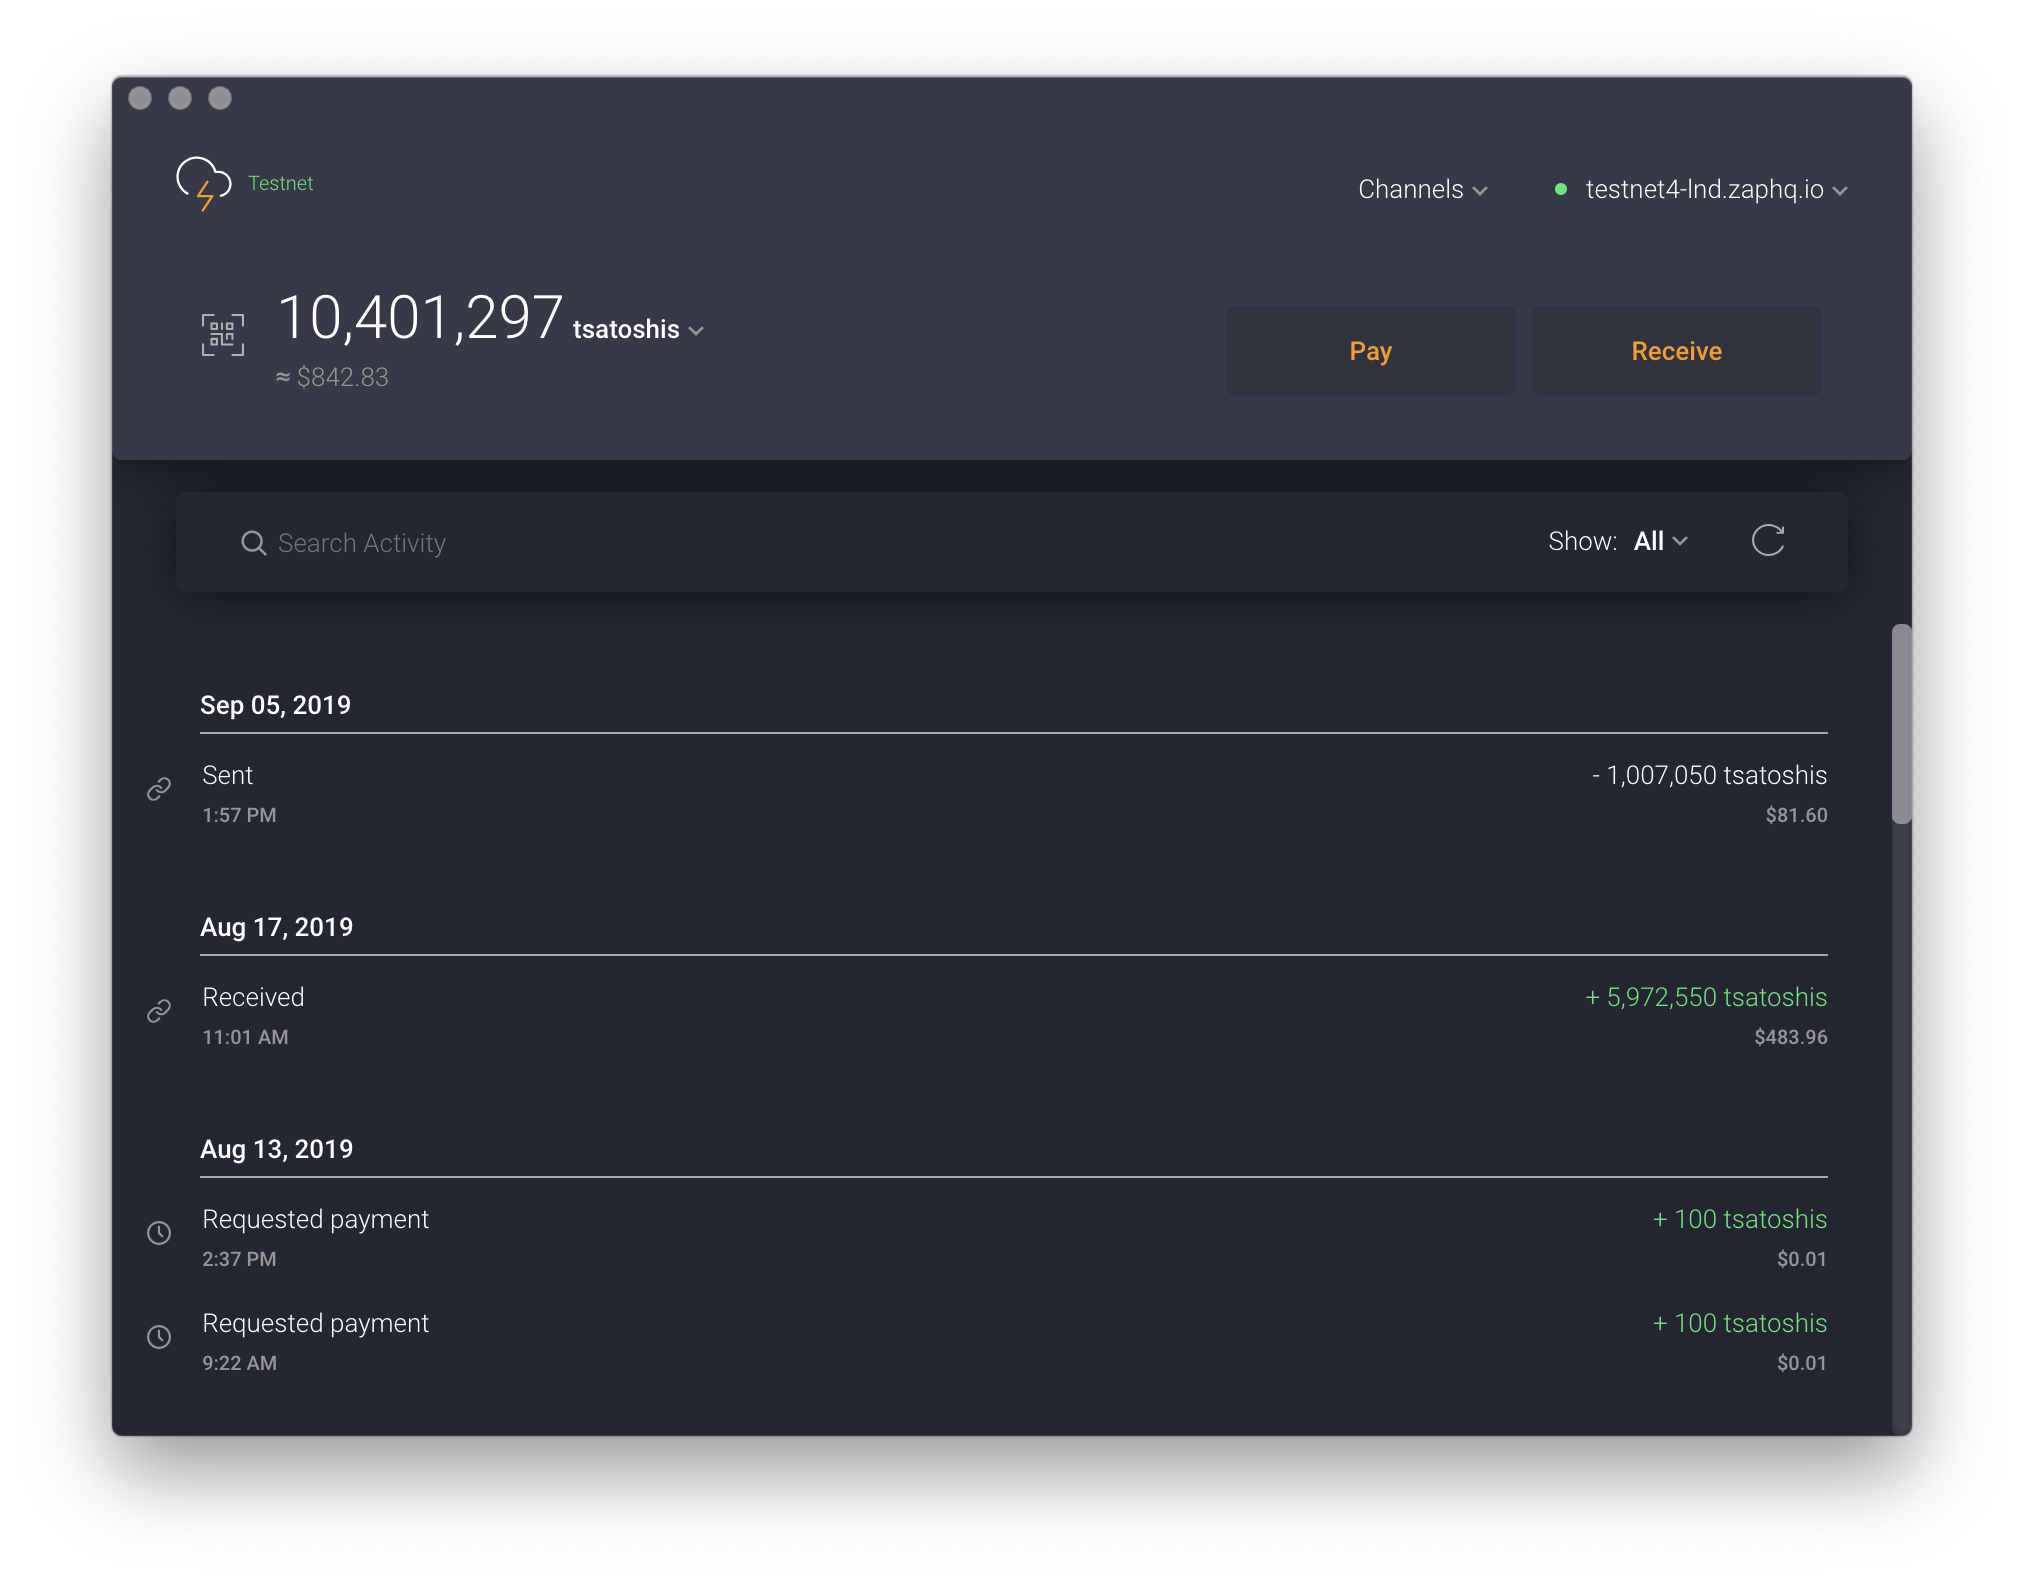 Testnet
Channels
testnet4-lnd.zaphq.io
10,401,297 tsatoshis
≈ $842.83
Pay
Receive
Search Activity
Show: All
Sep 05, 2019
Sent
- 1,007,050 tsatoshis
1:57 PM
$81.60
Aug 17, 2019
Received
+ 5,972,550 tsatoshis
11:01 AM
$483.96
Aug 13, 2019
Requested payment
+ 100 tsatoshis
2:37 PM
$0.01
Requested payment
+ 100 tsatoshis
9:22 AM
$0.01